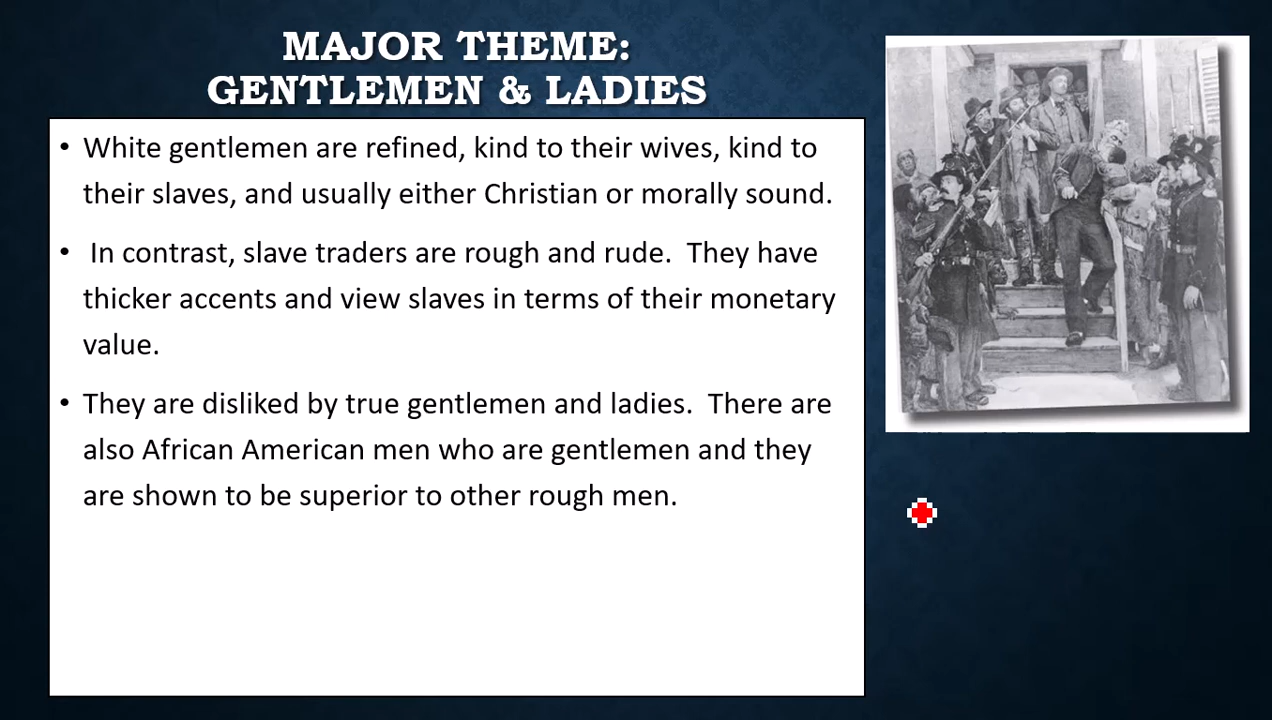 MAJOR THEME:
GENTLEMEN & LADIES
• White gentlemen are refined, kind to their wives, kind to
their slaves, and usually either Christian or morally sound.
• In contrast, slave traders are rough and rude.  They have
thicker accents and view slaves in terms of their monetary
value.
• They are disliked by true gentlemen and ladies.  There are
also African American men who are gentlemen and they
are shown to be superior to other rough men.